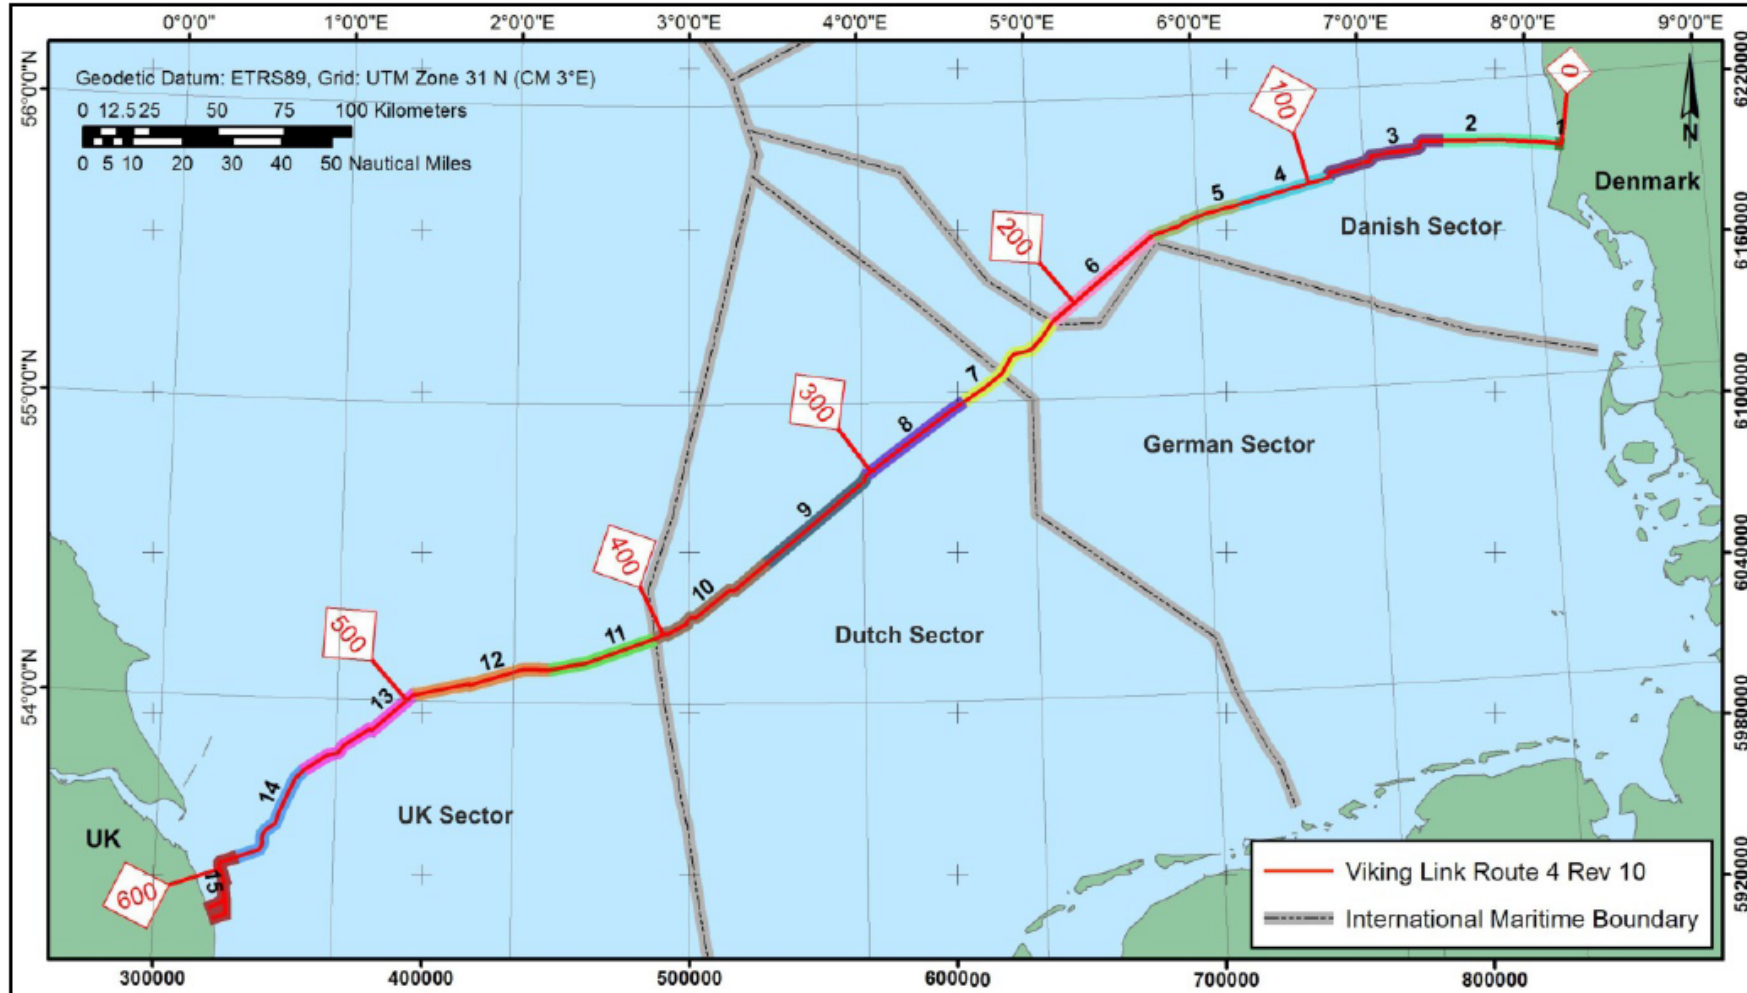 0°0'0"E 1°0'0"E 2°0'0"E 3°0'0"E 4°0'0"E 5°0'0"E 6°0'0"E 7°0'0"E 8°0'0"E 9°0'0"E
Geodetic Datum: ETRS89, Grid: UTM Zone 31 N (CM 3°E)
0 12.5 25 50 75 100 Kilometers
0 5 10 20 30 40 50 Nautical Miles
N
56°0'0"N
55°0'0"N
54°0'0"N
6220000
6160000
6100000
6040000
5980000
5920000
0
100
200
300
400
500
600
1
2
3
4
5
6
7
8
9
10
11
12
13
14
15
Denmark
Danish Sector
German Sector
Dutch Sector
UK Sector
UK
Viking Link Route 4 Rev 10
International Maritime Boundary
300000 400000 500000 600000 700000 800000